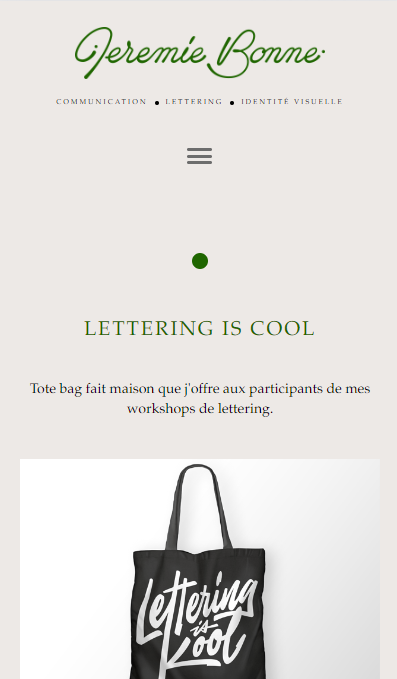 Jeremie Bonne
COMMUNICATION ● LETTERING ● IDENTITÉ VISUELLE
LETTERING IS COOL
Tote bag fait maison que j'offre aux participants de mes
workshops de lettering.
Lettering
is
Kool